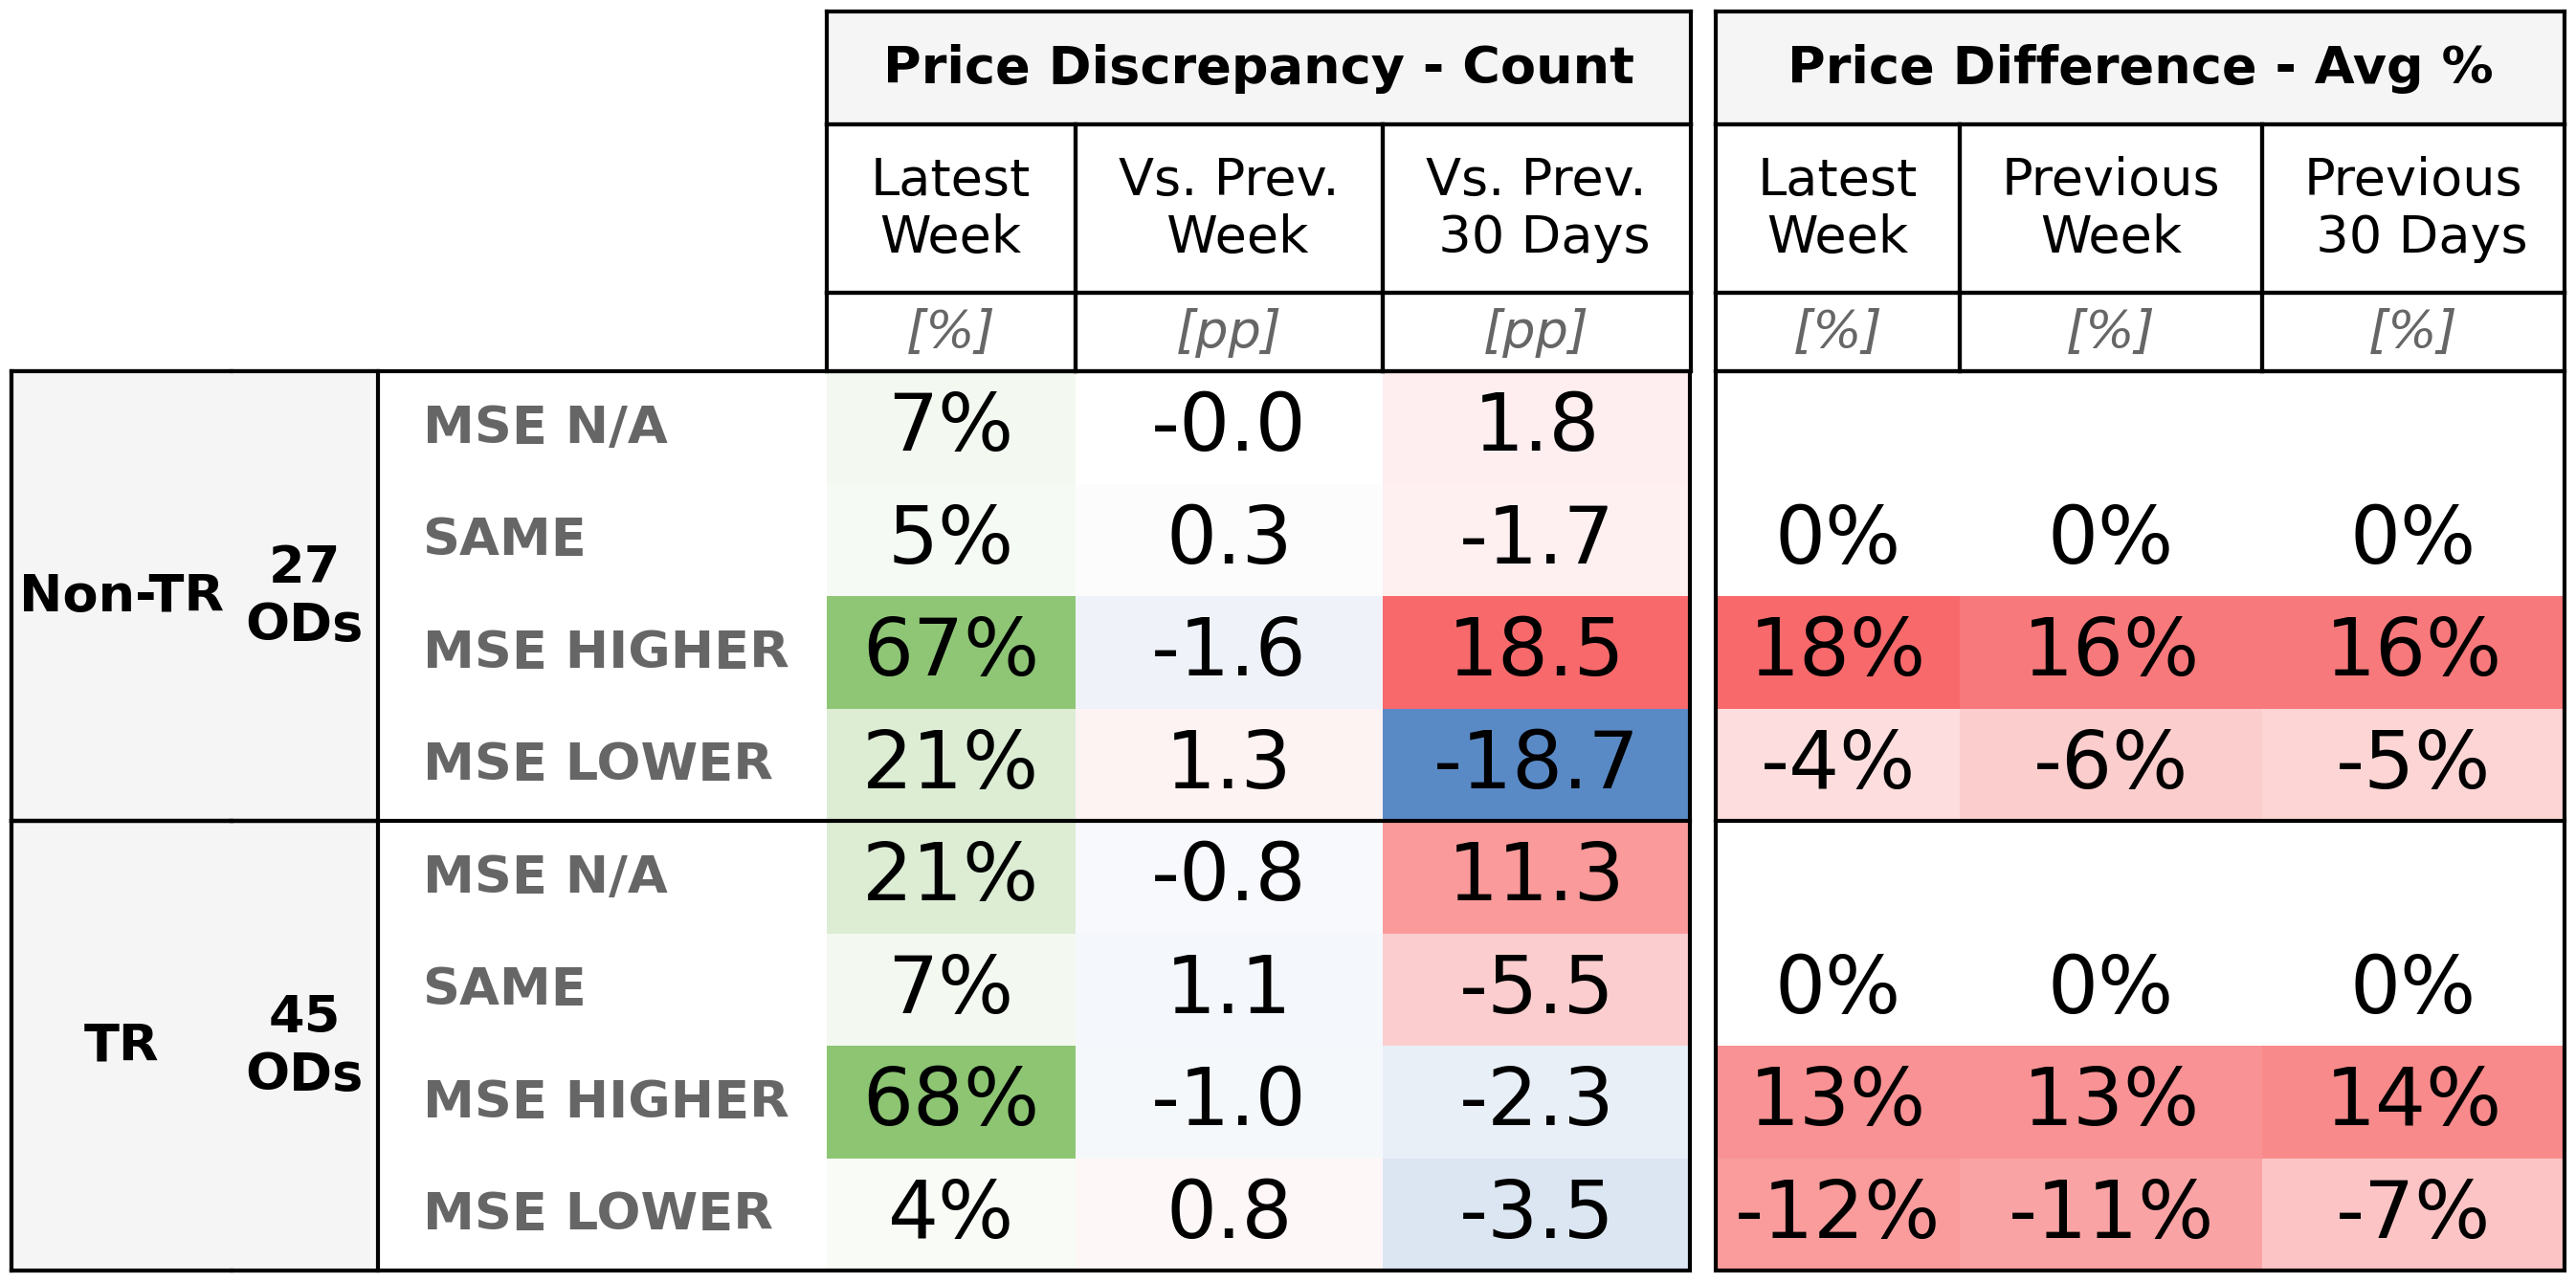 Price Discrepancy - Count Price Difference - Avg %
Latest Week Vs. Prev. Week Vs. Prev. 30 Days Latest Week Previous Week Previous 30 Days
[%] [pp] [pp] [%] [%] [%]
Non-TR 27 ODs
MSE N/A 7% -0.0 1.8
SAME 5% 0.3 -1.7 0% 0% 0%
MSE HIGHER 67% -1.6 18.5 18% 16% 16%
MSE LOWER 21% 1.3 -18.7 -4% -6% -5%
TR 45 ODs
MSE N/A 21% -0.8 11.3
SAME 7% 1.1 -5.5 0% 0% 0%
MSE HIGHER 68% -1.0 -2.3 13% 13% 14%
MSE LOWER 4% 0.8 -3.5 -12% -11% -7%